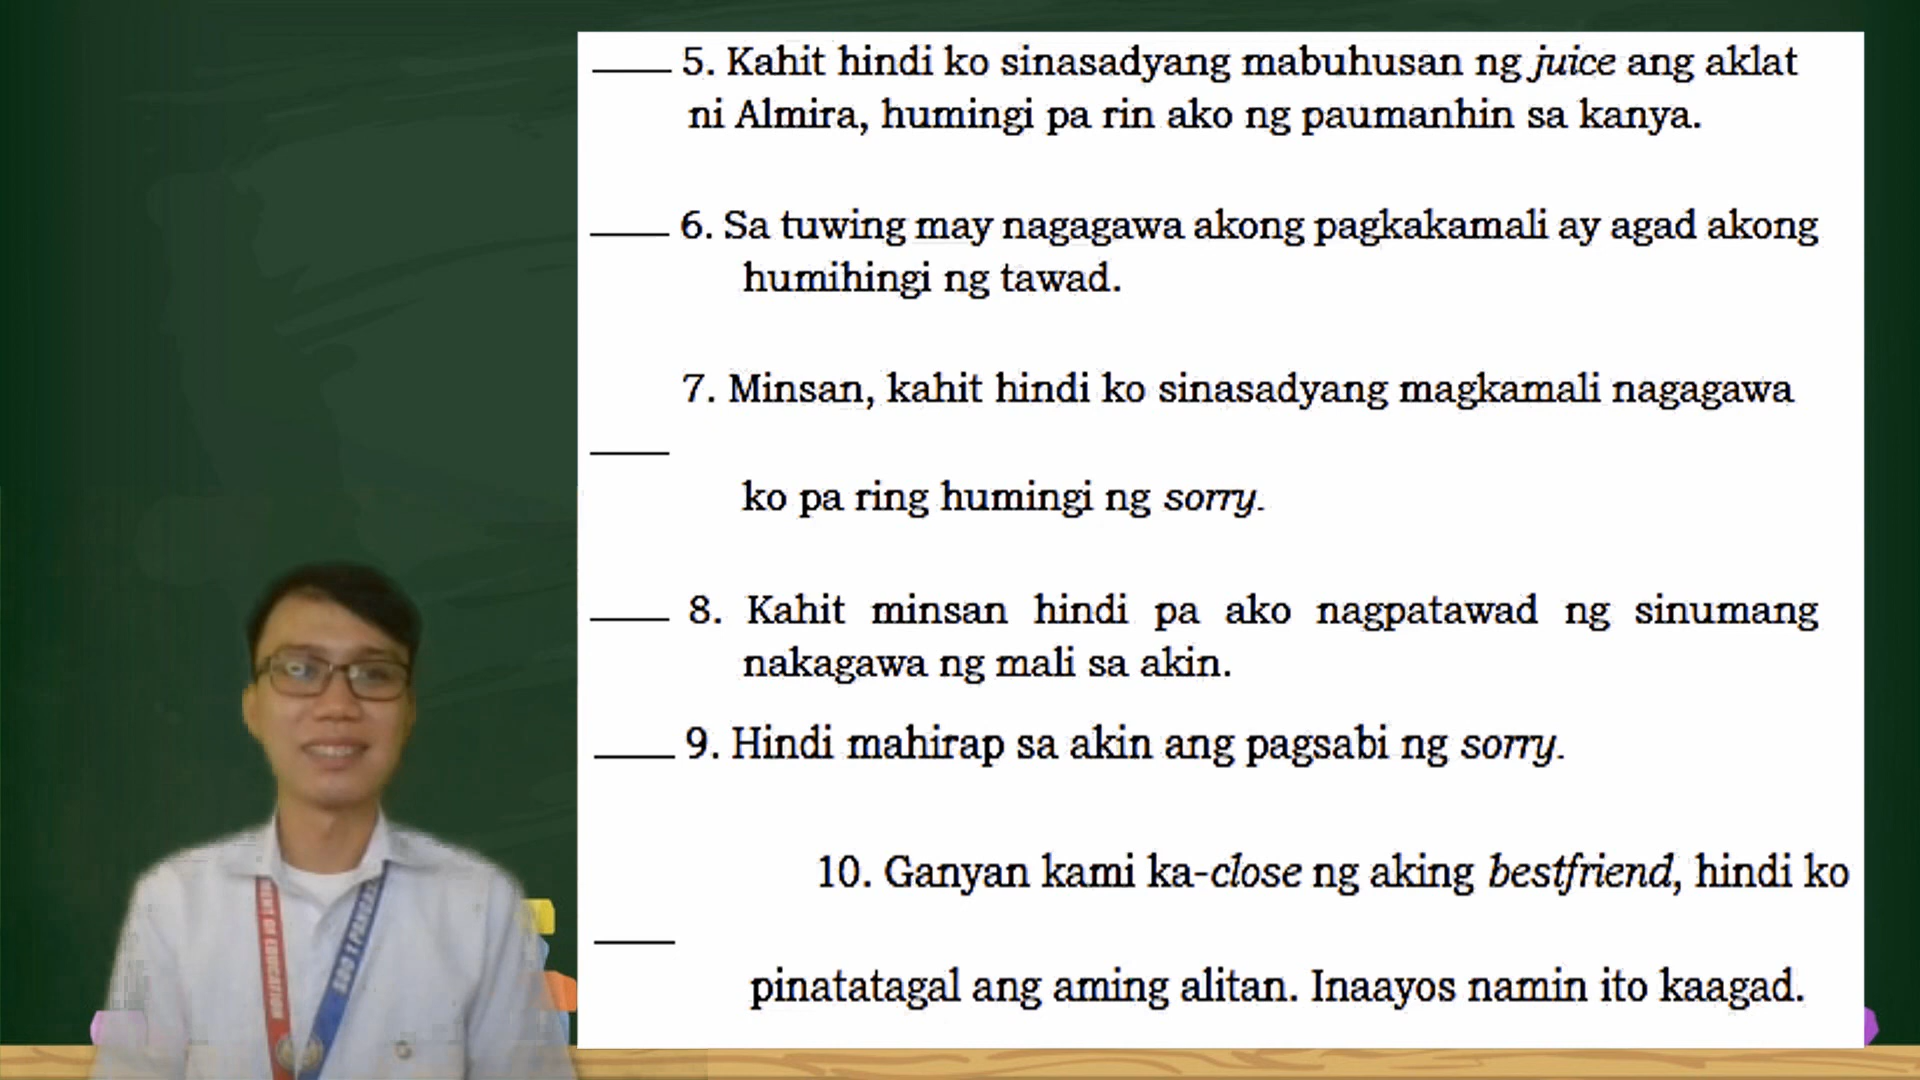 ____ 5. Kahit hindi ko sinasadyang mabuhusan ng juice ang aklat
ni Almira, humingi pa rin ako ng paumanhin sa kanya.
____ 6. Sa tuwing may nagagawa akong pagkakamali ay agad akong
humihingi ng tawad.
7. Minsan, kahit hindi ko sinasadyang magkamali nagagawa
____
ko pa ring humingi ng sorry.
____ 8. Kahit minsan hindi pa ako nagpatawad ng sinumang
nakagawa ng mali sa akin.
____ 9. Hindi mahirap sa akin ang pagsabi ng sorry.
10. Ganyan kami ka-close ng aking bestfriend, hindi ko
____
pinatatagal ang aming alitan. Inaayos namin ito kaagad.
OF EDUCATION
SDO 1